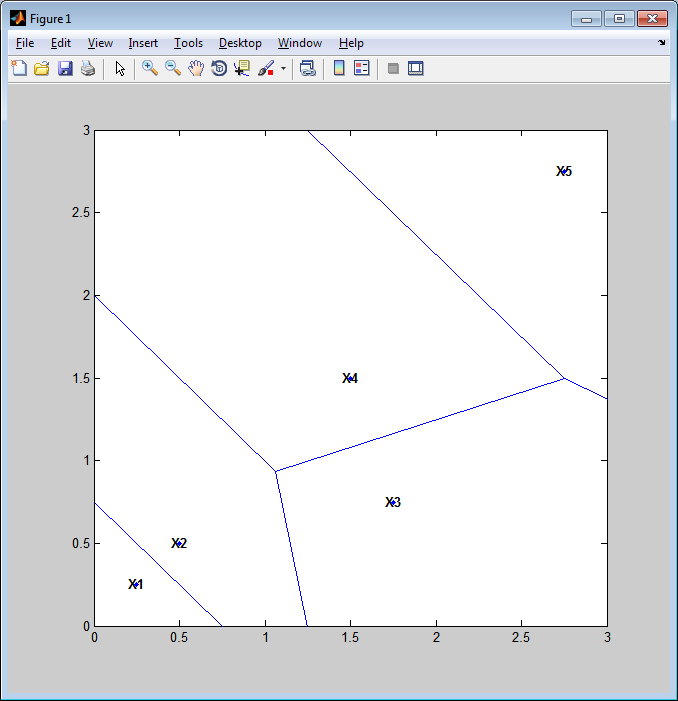 Figure 1
File Edit View Insert Tools Desktop Window Help
3
X5
2.5
2
1.5
X4
1
X3
0.5
X2
X1
0
0 0.5 1 1.5 2 2.5 3